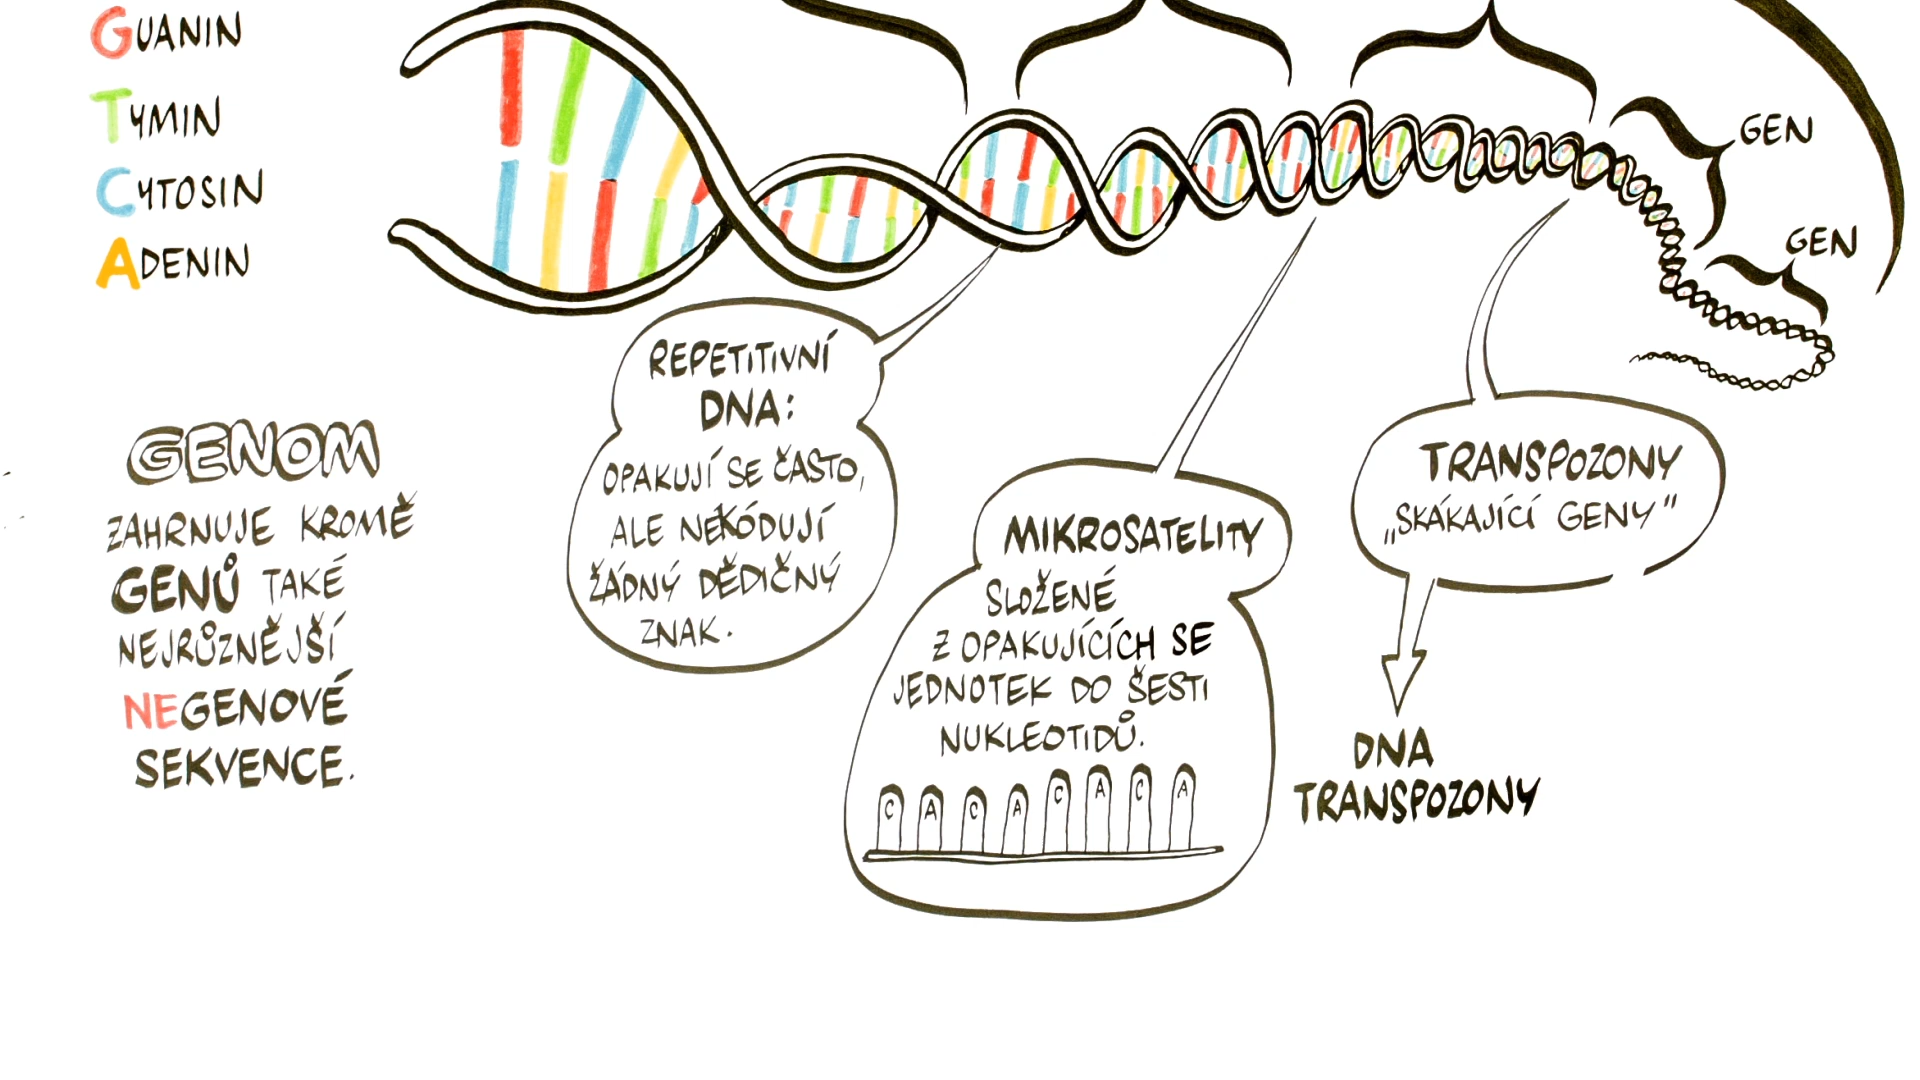 GUANIN
TYMIN
CYTOSIN
ADENIN
GEN
GEN
GENOM
ZAHRNUJE KROMĚ
GENŮ TAKÉ
NEJRŮZNĚJŠÍ
NEGENOVÉ
SEKVENCE.
REPETITIVNÍ
DNA:
OPAKUJÍ SE ČASTO,
ALE NEKÓDUJÍ
ŽÁDNÝ DĚDIČNÝ
ZNAK.
MIKROSATELITY
SLOŽENÉ
Z OPAKUJÍCÍCH SE
JEDNOTEK DO ŠESTI
NUKLEOTIDŮ.
C A C A C A C A
TRANSPOZONY
„SKÁKAJÍCÍ GENY"
DNA
TRANSPOZONY